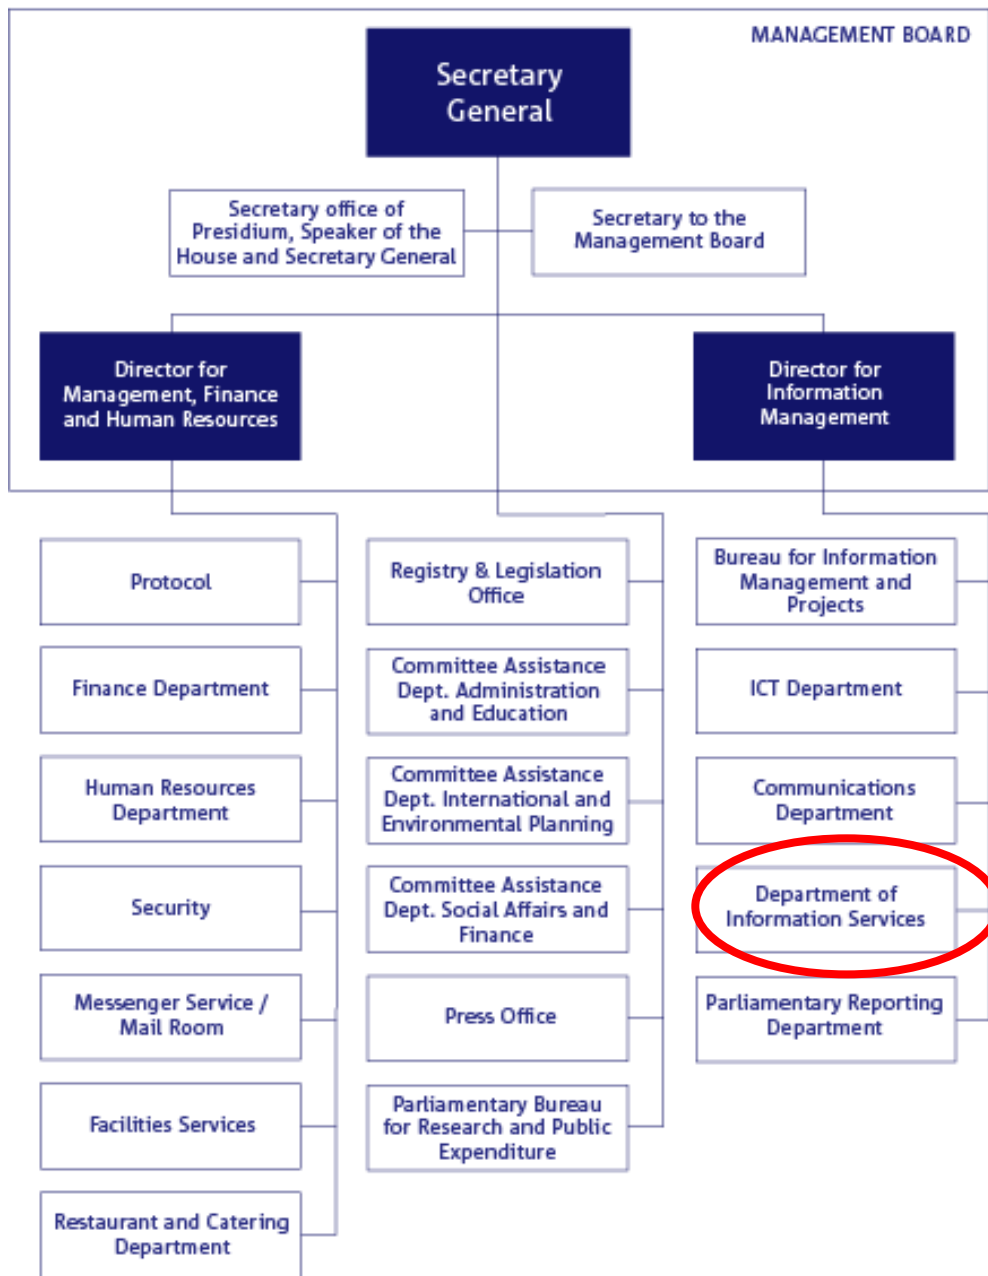 MANAGEMENT BOARD
Secretary
General
Secretary office of
Presidium, Speaker of the
House and Secretary General
Secretary to the
Management Board
Director for
Management, Finance
and Human Resources
Director for
Information
Management
Protocol
Finance Department
Human Resources
Department
Security
Messenger Service /
Mail Room
Facilities Services
Restaurant and Catering
Department
Registry & Legislation
Office
Committee Assistance
Dept. Administration
and Education
Committee Assistance
Dept. International and
Environmental Planning
Committee Assistance
Dept. Social Affairs and
Finance
Press Office
Parliamentary Bureau
for Research and Public
Expenditure
Bureau for Information
Management and
Projects
ICT Department
Communications
Department
Department of
Information Services
Parliamentary Reporting
Department